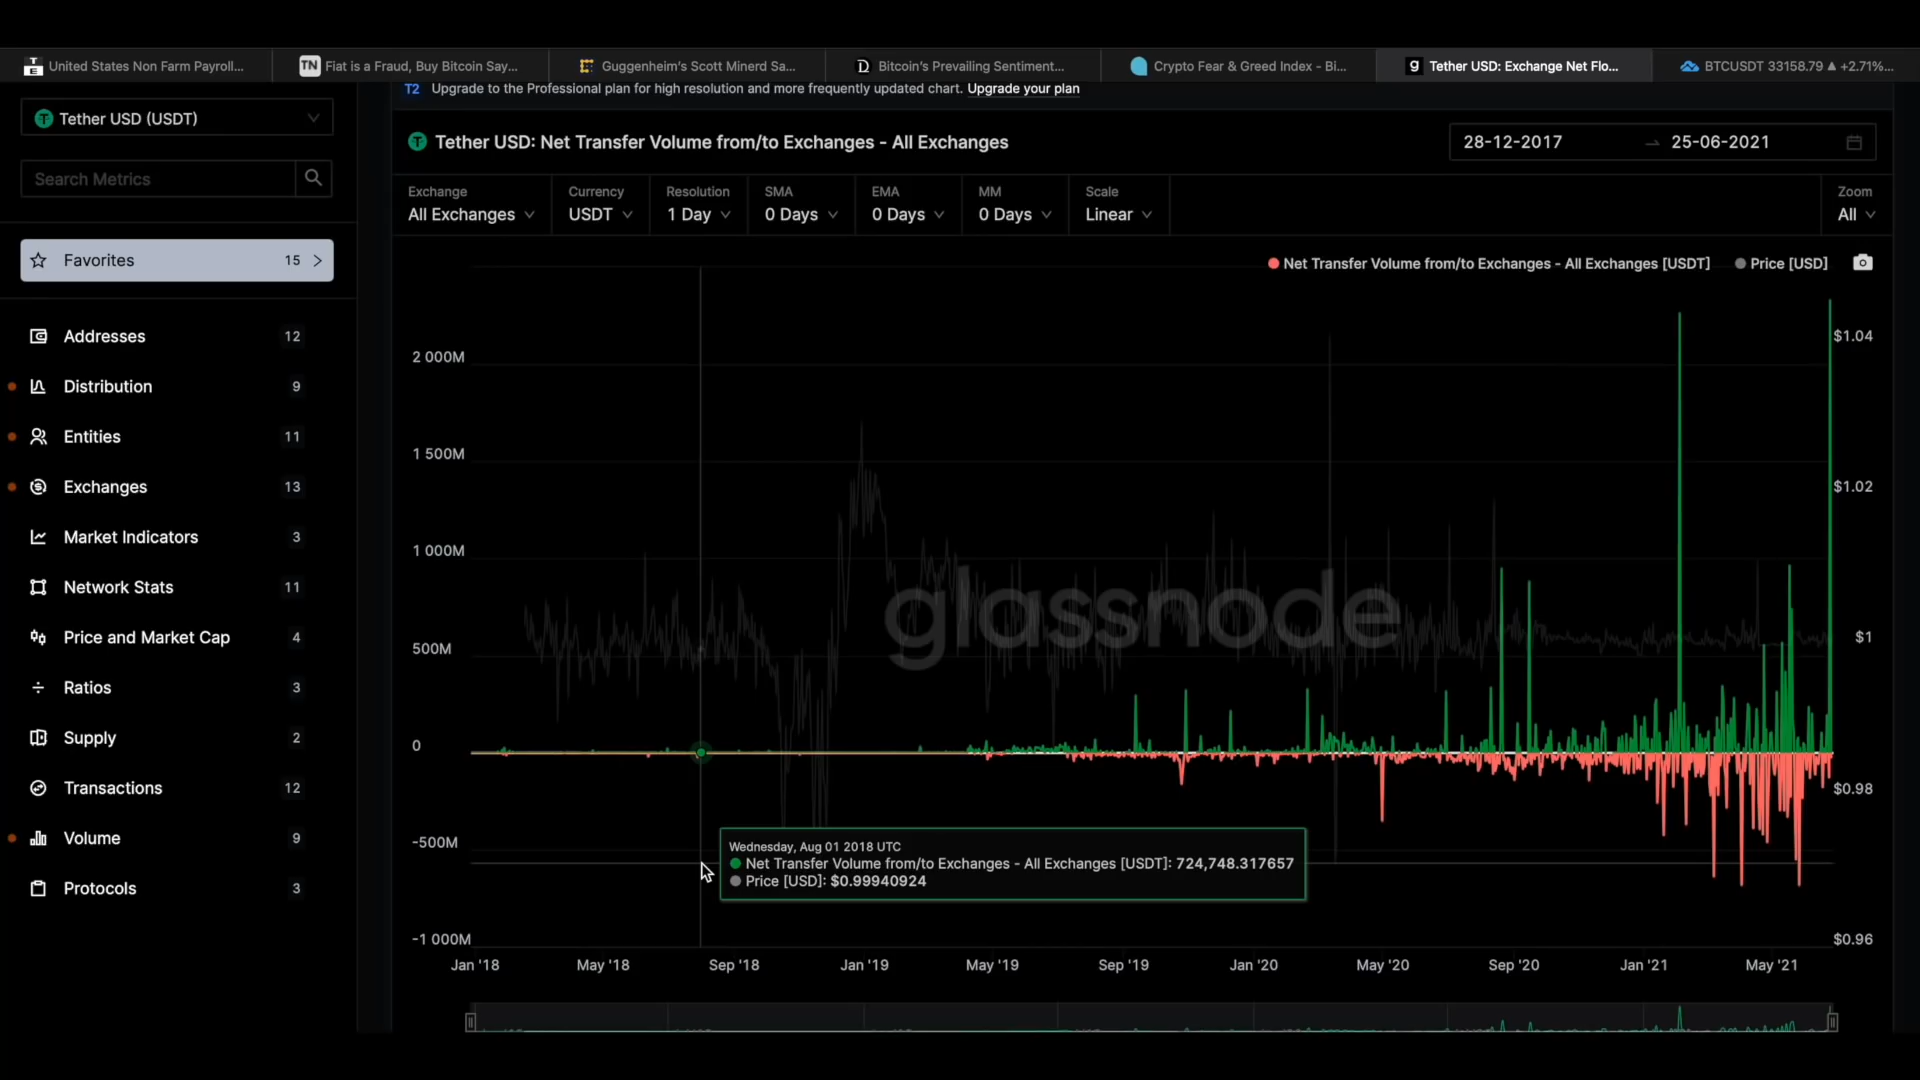 United States Non Farm Payroll...
TN Fiat is a Fraud, Buy Bitcoin Say...
Guggenheim's Scott Minerd Sa...
Bitcoin's Prevailing Sentiment...
Crypto Fear & Greed Index - Bi...
g Tether USD: Exchange Net Flo...
BTCUSDT 33158.79 ▲ +2.71%...
T2 Upgrade to the Professional plan for high resolution and more frequently updated chart. Upgrade your plan
Tether USD (USDT)
Search Metrics
Favorites 15
Addresses 12
Distribution 9
Entities 11
Exchanges 13
Market Indicators 3
Network Stats 11
Price and Market Cap 4
Ratios 3
Supply 2
Transactions 12
Volume 9
Protocols 3
Tether USD: Net Transfer Volume from/to Exchanges - All Exchanges
28-12-2017 → 25-06-2021
Exchange
All Exchanges
Currency
USDT
Resolution
1 Day
SMA
0 Days
EMA
0 Days
MM
0 Days
Scale
Linear
Zoom
All
Net Transfer Volume from/to Exchanges - All Exchanges [USDT]
Price [USD]
2 000M
1 500M
1 000M
500M
0
-500M
-1 000M
$1.04
$1.02
$1
$0.98
$0.96
glassnode
Wednesday, Aug 01 2018 UTC
Net Transfer Volume from/to Exchanges - All Exchanges [USDT]: 724,748.317657
Price [USD]: $0.99940924
Jan '18 May '18 Sep '18 Jan '19 May '19 Sep '19 Jan '20 May '20 Sep '20 Jan '21 May '21